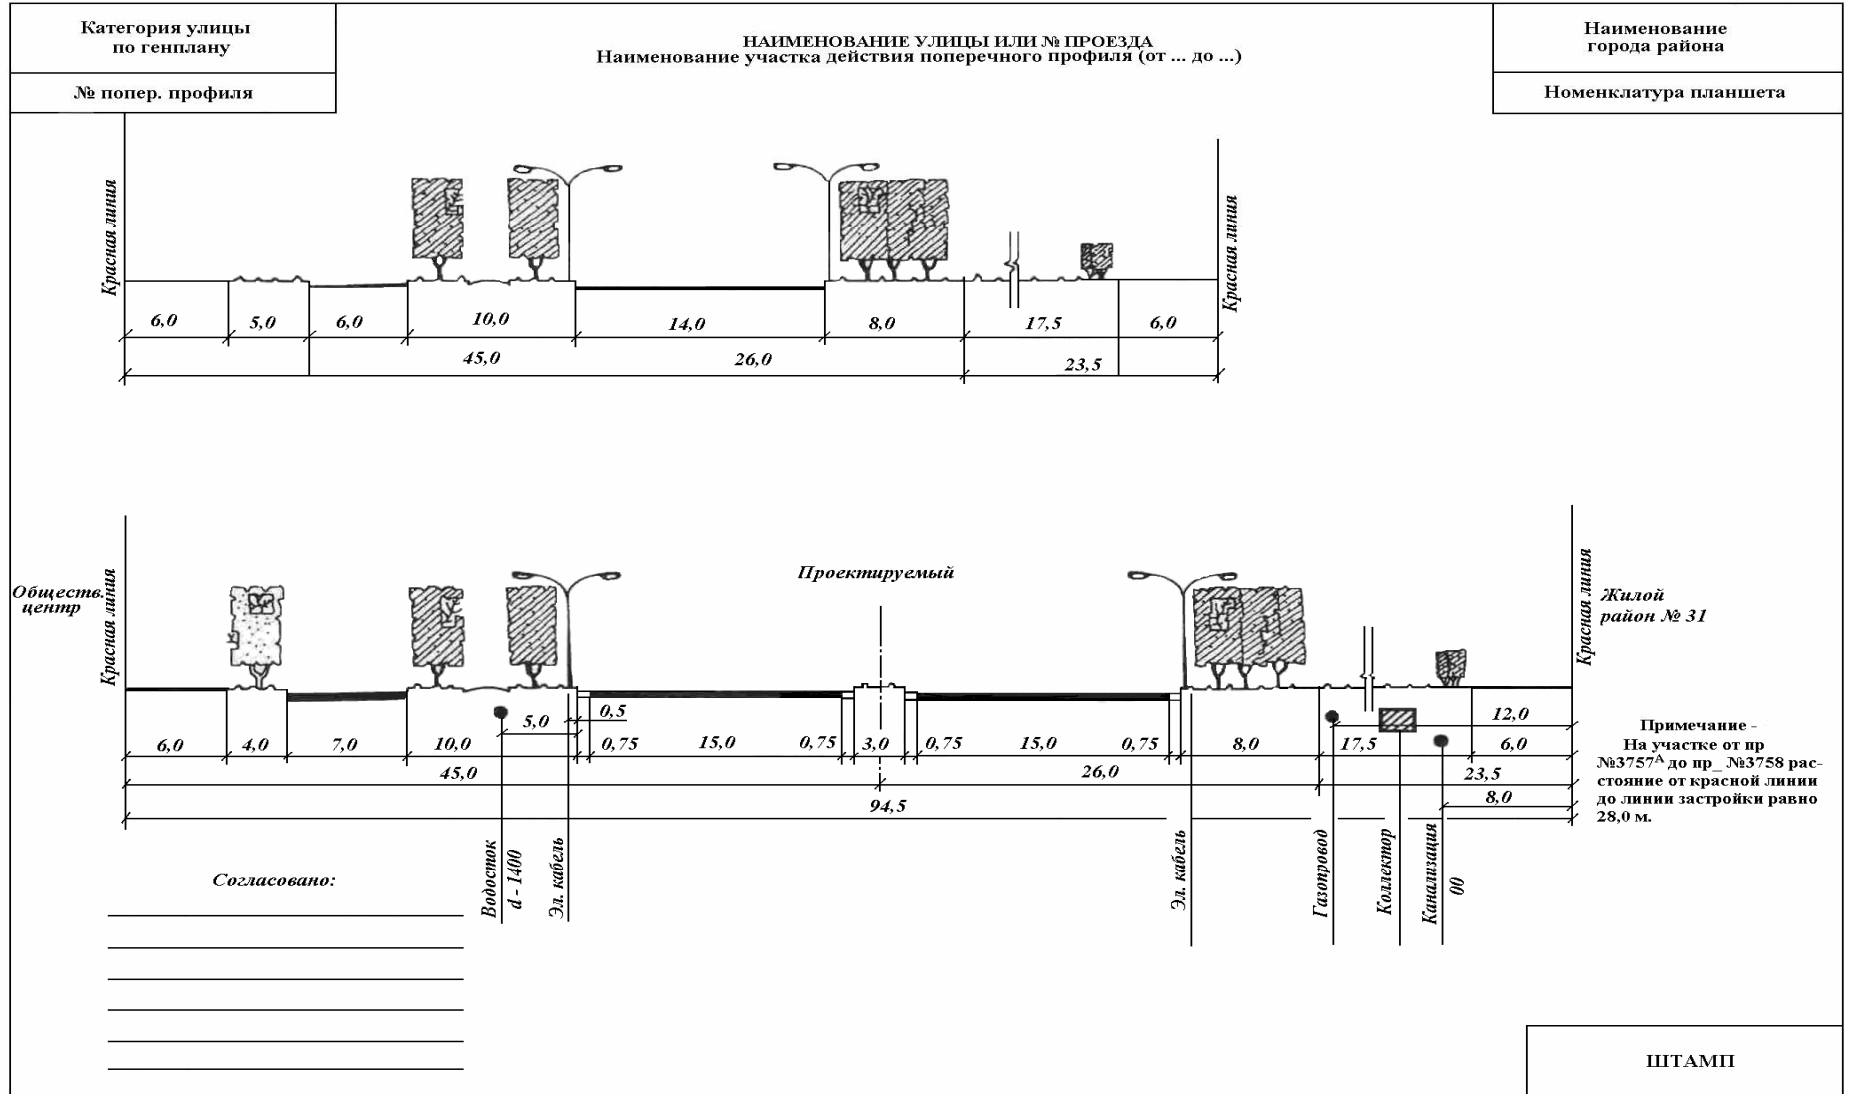 Категория улицы
по генплану
№ попер. профиля
НАИМЕНОВАНИЕ УЛИЦЫ ИЛИ № ПРОЕЗДА
Наименование участка действия поперечного профиля (от ... до ...)
Наименование
города района
Номенклатура планшета
Красная линия
Красная линия
6,0
5,0
6,0
10,0
14,0
8,0
17,5
6,0
45,0
26,0
23,5
Обществ.
центр
Красная линия
Проектируемый
Красная линия
Жилой
район № 31
5,0
0,5
12,0
6,0
4,0
7,0
10,0
0,75
15,0
0,75
3,0
0,75
15,0
0,75
8,0
17,5
6,0
45,0
26,0
23,5
94,5
8,0
Примечание -
На участке от пр
№3757А до пр_ №3758 рас-
стояние от красной линии
до линии застройки равно
28,0 м.
Водосток
d - 1400
Эл. кабель
Эл. кабель
Газопровод
Коллектор
Канализация
00
Согласовано:
ШТАМП